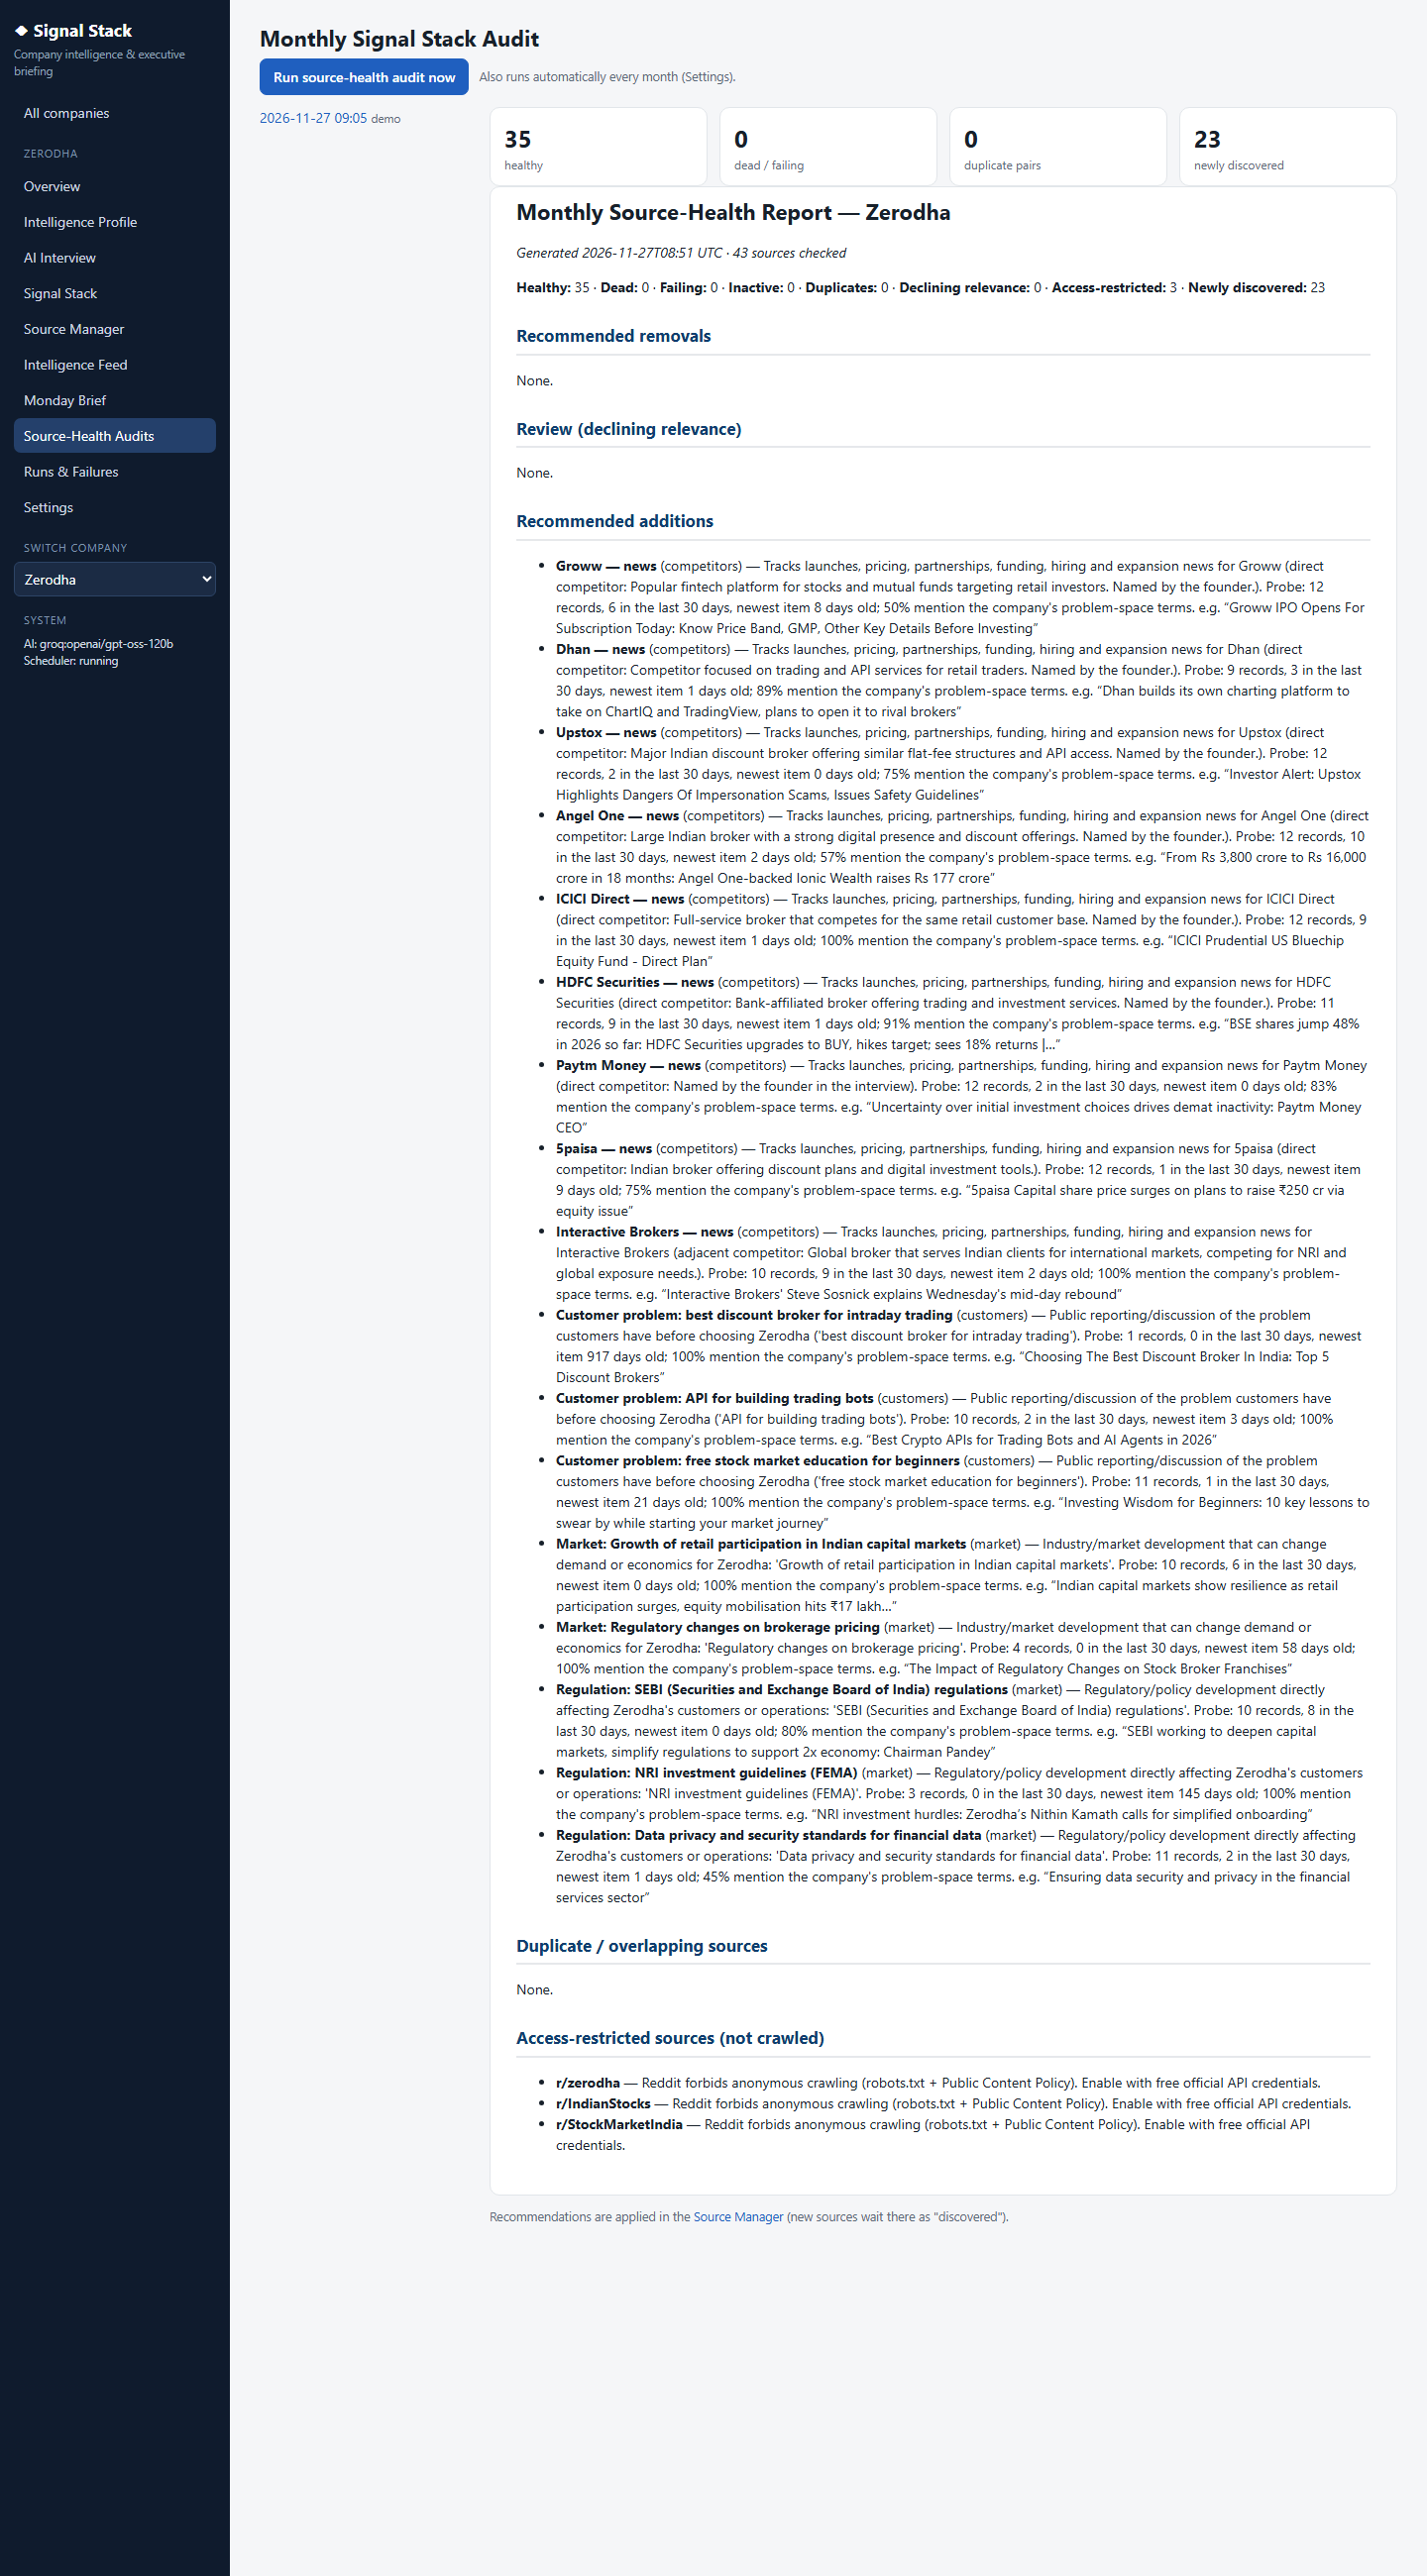 Signal Stack
Company intelligence & executive
briefing
All companies
ZERODHA
Overview
Intelligence Profile
AI Interview
Signal Stack
Source Manager
Intelligence Feed
Monday Brief
Source-Health Audits
Runs & Failures
Settings
SWITCH COMPANY
Zerodha
SYSTEM
AI: groq:openai/gpt-oss-120b
Scheduler: running
Monthly Signal Stack Audit
Run source-health audit now
Also runs automatically every month (Settings).
2026-11-27 09:05 demo
35
healthy
0
dead / failing
0
duplicate pairs
23
newly discovered
Monthly Source-Health Report — Zerodha
Generated 2026-11-27T08:51 UTC · 43 sources checked
Healthy: 35 · Dead: 0 · Failing: 0 · Inactive: 0 · Duplicates: 0 · Declining relevance: 0 · Access-restricted: 3 · Newly discovered: 23
Recommended removals
None.
Review (declining relevance)
None.
Recommended additions
• Groww — news (competitors) — Tracks launches, pricing, partnerships, funding, hiring and expansion news for Groww (direct
competitor: Popular fintech platform for stocks and mutual funds targeting retail investors. Named by the founder.). Probe: 12
records, 6 in the last 30 days, newest item 8 days old; 50% mention the company's problem-space terms. e.g. “Groww IPO Opens For
Subscription Today: Know Price Band, GMP, Other Key Details Before Investing”
• Dhan — news (competitors) — Tracks launches, pricing, partnerships, funding, hiring and expansion news for Dhan (direct
competitor: Competitor focused on trading and API services for retail traders. Named by the founder.). Probe: 9 records, 3 in the last
30 days, newest item 1 days old; 89% mention the company's problem-space terms. e.g. “Dhan builds its own charting platform to
take on ChartIQ and TradingView, plans to open it to rival brokers”
• Upstox — news (competitors) — Tracks launches, pricing, partnerships, funding, hiring and expansion news for Upstox (direct
competitor: Major Indian discount broker offering similar flat-fee structures and API access. Named by the founder.). Probe: 12
records, 2 in the last 30 days, newest item 0 days old; 75% mention the company's problem-space terms. e.g. “Investor Alert: Upstox
Highlights Dangers Of Impersonation Scams, Issues Safety Guidelines”
• Angel One — news (competitors) — Tracks launches, pricing, partnerships, funding, hiring and expansion news for Angel One (direct
competitor: Large Indian broker with a strong digital presence and discount offerings. Named by the founder.). Probe: 12 records, 10
in the last 30 days, newest item 2 days old; 57% mention the company's problem-space terms. e.g. “From Rs 3,800 crore to Rs 16,000
crore in 18 months: Angel One-backed Ionic Wealth raises Rs 177 crore”
• ICICI Direct — news (competitors) — Tracks launches, pricing, partnerships, funding, hiring and expansion news for ICICI Direct
(direct competitor: Full-service broker that competes for the same retail customer base. Named by the founder.). Probe: 12 records, 9
in the last 30 days, newest item 1 days old; 100% mention the company's problem-space terms. e.g. “ICICI Prudential US Bluechip
Equity Fund - Direct Plan”
• HDFC Securities — news (competitors) — Tracks launches, pricing, partnerships, funding, hiring and expansion news for HDFC
Securities (direct competitor: Bank-affiliated broker offering trading and investment services. Named by the founder.). Probe: 11
records, 9 in the last 30 days, newest item 1 days old; 91% mention the company's problem-space terms. e.g. “BSE shares jump 48%
in 2026 so far: HDFC Securities upgrades to BUY, hikes target; sees 18% returns |…”
• Paytm Money — news (competitors) — Tracks launches, pricing, partnerships, funding, hiring and expansion news for Paytm Money
(direct competitor: Named by the founder in the interview). Probe: 12 records, 2 in the last 30 days, newest item 0 days old; 83%
mention the company's problem-space terms. e.g. “Uncertainty over initial investment choices drives demat inactivity: Paytm Money
CEO”
• 5paisa — news (competitors) — Tracks launches, pricing, partnerships, funding, hiring and expansion news for 5paisa (direct
competitor: Indian broker offering discount plans and digital investment tools.). Probe: 12 records, 1 in the last 30 days, newest item
9 days old; 75% mention the company's problem-space terms. e.g. “5paisa Capital share price surges on plans to raise ₹250 cr via
equity issue”
• Interactive Brokers — news (competitors) — Tracks launches, pricing, partnerships, funding, hiring and expansion news for
Interactive Brokers (adjacent competitor: Global broker that serves Indian clients for international markets, competing for NRI and
global exposure needs.). Probe: 10 records, 9 in the last 30 days, newest item 2 days old; 100% mention the company's problem-
space terms. e.g. “Interactive Brokers' Steve Sosnick explains Wednesday's mid-day rebound”
• Customer problem: best discount broker for intraday trading (customers) — Public reporting/discussion of the problem
customers have before choosing Zerodha ('best discount broker for intraday trading'). Probe: 1 records, 0 in the last 30 days, newest
item 917 days old; 100% mention the company's problem-space terms. e.g. “Choosing The Best Discount Broker In India: Top 5
Discount Brokers”
• Customer problem: API for building trading bots (customers) — Public reporting/discussion of the problem customers have
before choosing Zerodha ('API for building trading bots'). Probe: 10 records, 2 in the last 30 days, newest item 3 days old; 100%
mention the company's problem-space terms. e.g. “Best Crypto APIs for Trading Bots and AI Agents in 2026”
• Customer problem: free stock market education for beginners (customers) — Public reporting/discussion of the problem
customers have before choosing Zerodha ('free stock market education for beginners'). Probe: 11 records, 1 in the last 30 days,
newest item 21 days old; 100% mention the company's problem-space terms. e.g. “Investing Wisdom for Beginners: 10 key lessons to
swear by while starting your market journey”
• Market: Growth of retail participation in Indian capital markets (market) — Industry/market development that can change
demand or economics for Zerodha: 'Growth of retail participation in Indian capital markets'. Probe: 10 records, 6 in the last 30 days,
newest item 0 days old; 100% mention the company's problem-space terms. e.g. “Indian capital markets show resilience as retail
participation surges, equity mobilisation hits ₹17 lakh…”
• Market: Regulatory changes on brokerage pricing (market) — Industry/market development that can change demand or
economics for Zerodha: 'Regulatory changes on brokerage pricing'. Probe: 4 records, 0 in the last 30 days, newest item 58 days old;
100% mention the company's problem-space terms. e.g. “The Impact of Regulatory Changes on Stock Broker Franchises”
• Regulation: SEBI (Securities and Exchange Board of India) regulations (market) — Regulatory/policy development directly
affecting Zerodha's customers or operations: 'SEBI (Securities and Exchange Board of India) regulations'. Probe: 10 records, 8 in the
last 30 days, newest item 0 days old; 80% mention the company's problem-space terms. e.g. “SEBI working to deepen capital
markets, simplify regulations to support 2x economy: Chairman Pandey”
• Regulation: NRI investment guidelines (FEMA) (market) — Regulatory/policy development directly affecting Zerodha's customers
or operations: 'NRI investment guidelines (FEMA)'. Probe: 3 records, 0 in the last 30 days, newest item 145 days old; 100% mention
the company's problem-space terms. e.g. “NRI investment hurdles: Zerodha’s Nithin Kamath calls for simplified onboarding”
• Regulation: Data privacy and security standards for financial data (market) — Regulatory/policy development directly affecting
Zerodha's customers or operations: 'Data privacy and security standards for financial data'. Probe: 11 records, 2 in the last 30 days,
newest item 1 days old; 45% mention the company's problem-space terms. e.g. “Ensuring data security and privacy in the financial
services sector”
Duplicate / overlapping sources
None.
Access-restricted sources (not crawled)
• r/zerodha — Reddit forbids anonymous crawling (robots.txt + Public Content Policy). Enable with free official API credentials.
• r/IndianStocks — Reddit forbids anonymous crawling (robots.txt + Public Content Policy). Enable with free official API credentials.
• r/StockMarketIndia — Reddit forbids anonymous crawling (robots.txt + Public Content Policy). Enable with free official API
credentials.
Recommendations are applied in the Source Manager (new sources wait there as "discovered").